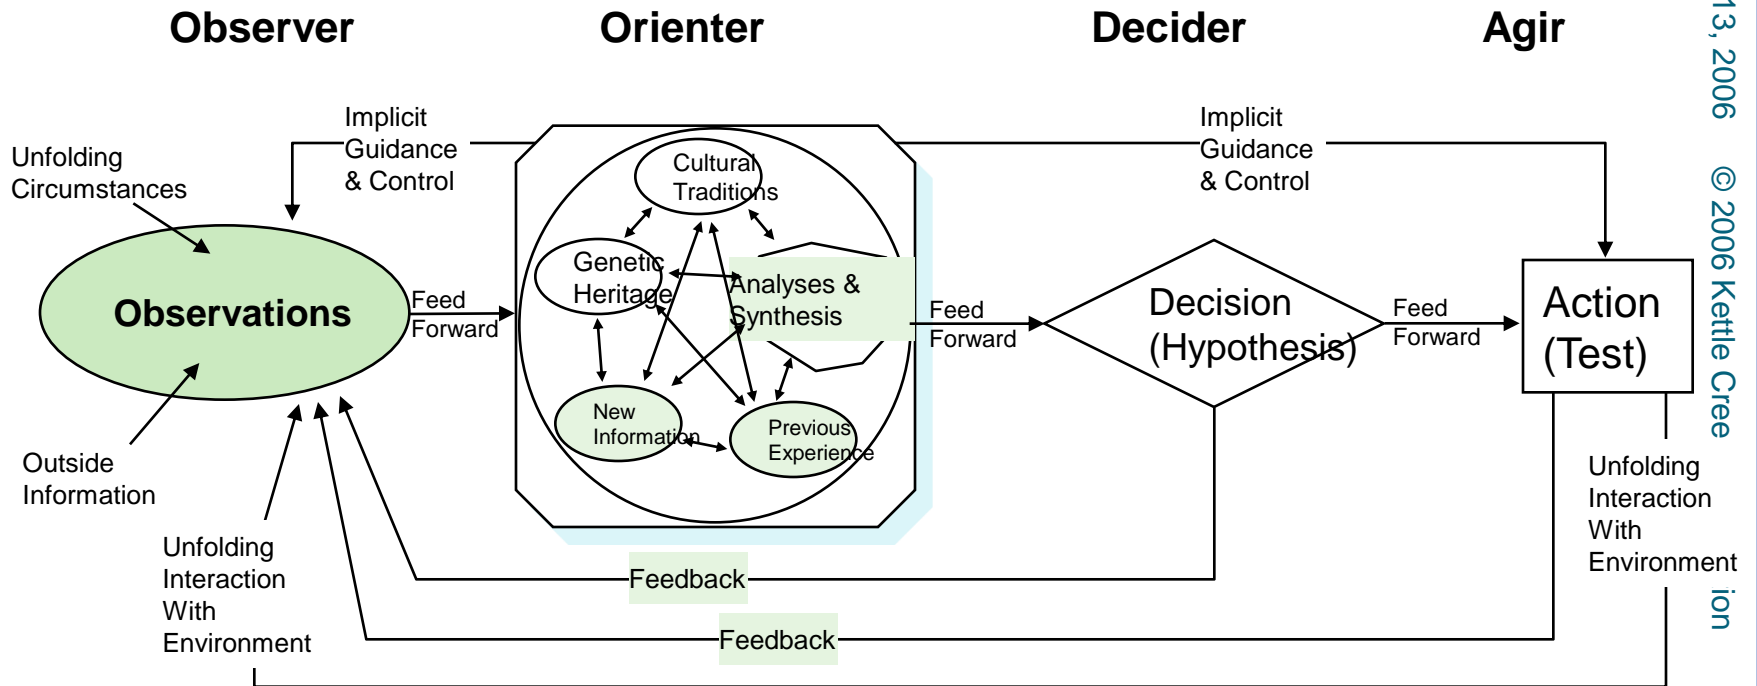 Observer
Orienter
Decider
Agir
13, 2006 © 2006 Kettle Cree
ion
Implicit
Guidance
& Control
Implicit
Guidance
& Control
Unfolding
Circumstances
Cultural
Traditions
Genetic
Heritage
Analyses &
Synthesis
Observations
Feed
Forward
Feed
Forward
Decision
(Hypothesis)
Feed
Forward
Action
(Test)
New
Information
Previous
Experience
Outside
Information
Unfolding
Interaction
With
Environment
Unfolding
Interaction
With
Environment
Feedback
Feedback